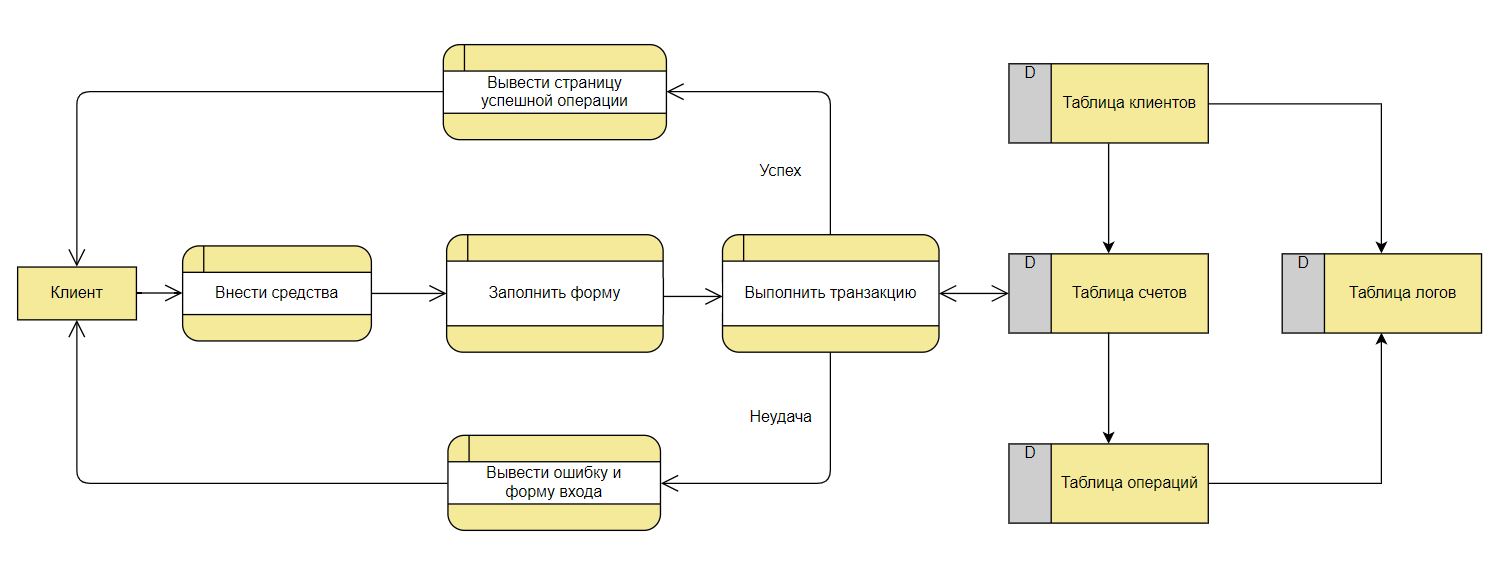 Вывести страницу
успешной операции
D
Таблица клиентов
Успех
Клиент
Внести средства
Заполнить форму
Выполнить транзакцию
D
Таблица счетов
D
Таблица логов
Неудача
Вывести ошибку и
форму входа
D
Таблица операций